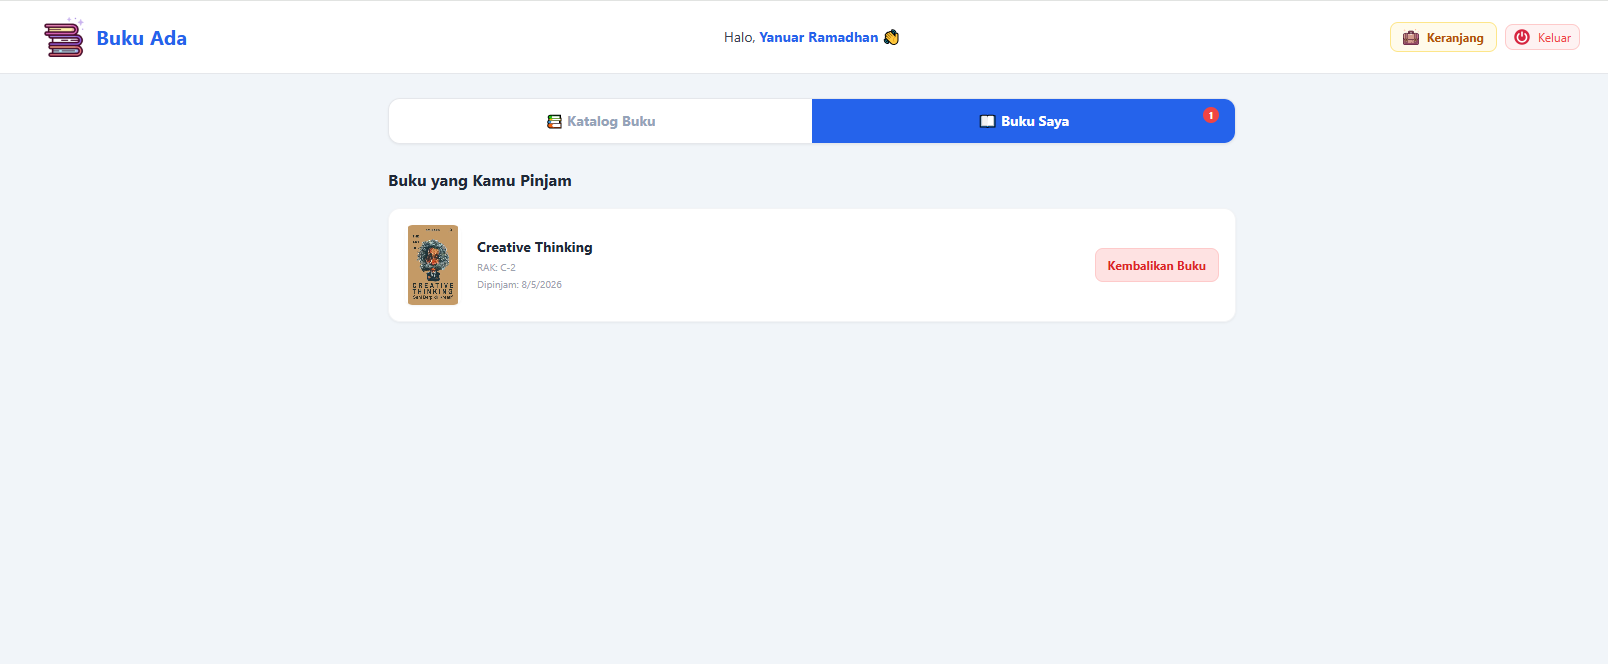 Buku Ada
Halo, Yanuar Ramadhan
Keranjang
Keluar
Katalog Buku
Buku Saya
1
Buku yang Kamu Pinjam
CREATIVE
THINKING
Creative Thinking
RAK: C-2
Dipinjam: 8/5/2026
Kembalikan Buku